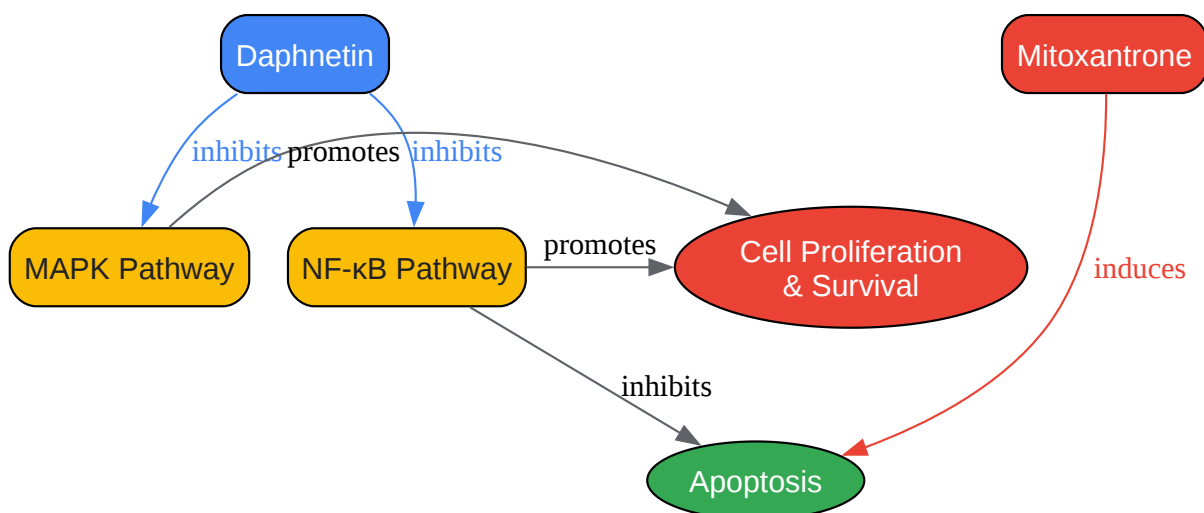 Daphnetin
Mitoxantrone
inhibits
promotes
inhibits
MAPK Pathway
NF-κB Pathway
promotes
Cell Proliferation
& Survival
induces
inhibits
Apoptosis